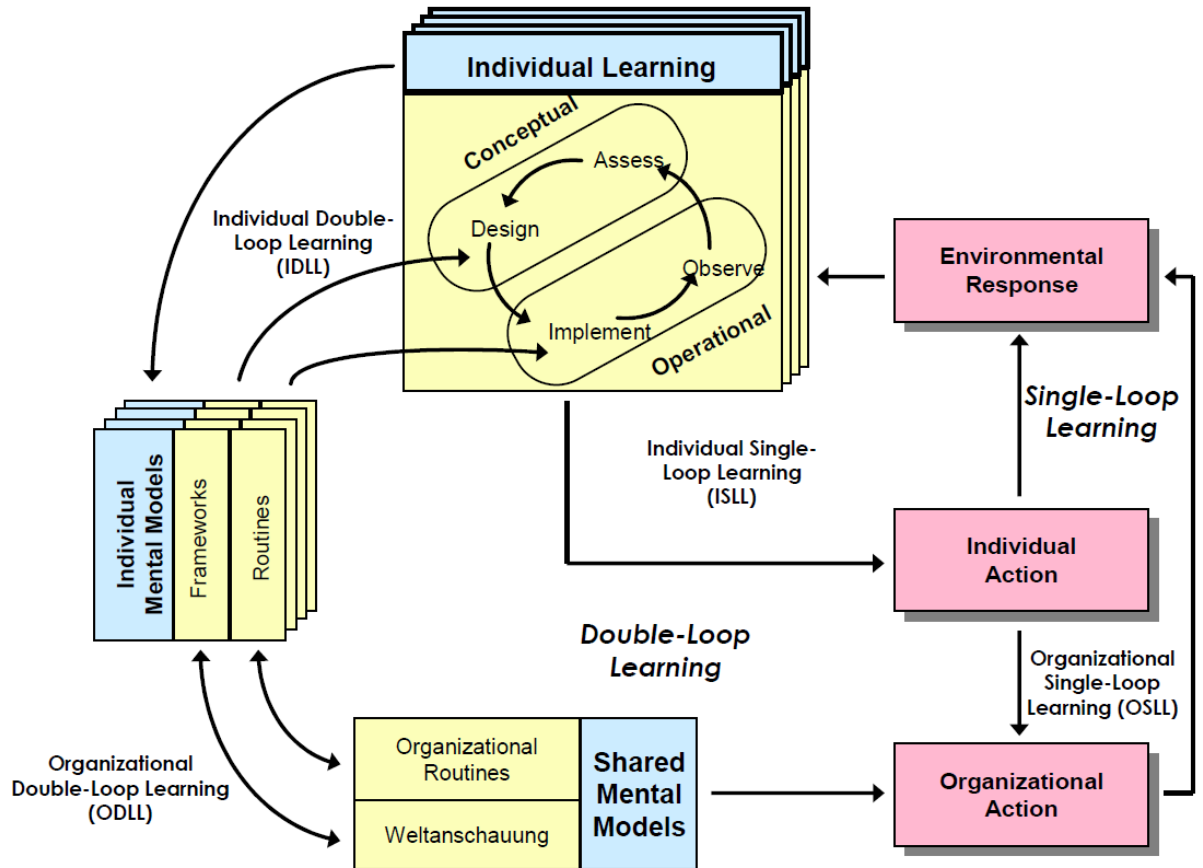 Individual Learning
Conceptual
Assess
Design
Observe
Implement
Operational
Individual Double-
Loop Learning
(IDLL)
Environmental
Response
Single-Loop
Learning
Individual Single-
Loop Learning
(ISLL)
Individual
Mental Models
Frameworks
Routines
Individual
Action
Double-Loop
Learning
Organizational
Single-Loop
Learning (OSLL)
Organizational
Double-Loop Learning
(ODLL)
Organizational
Routines
Weltanschauung
Shared
Mental
Models
Organizational
Action